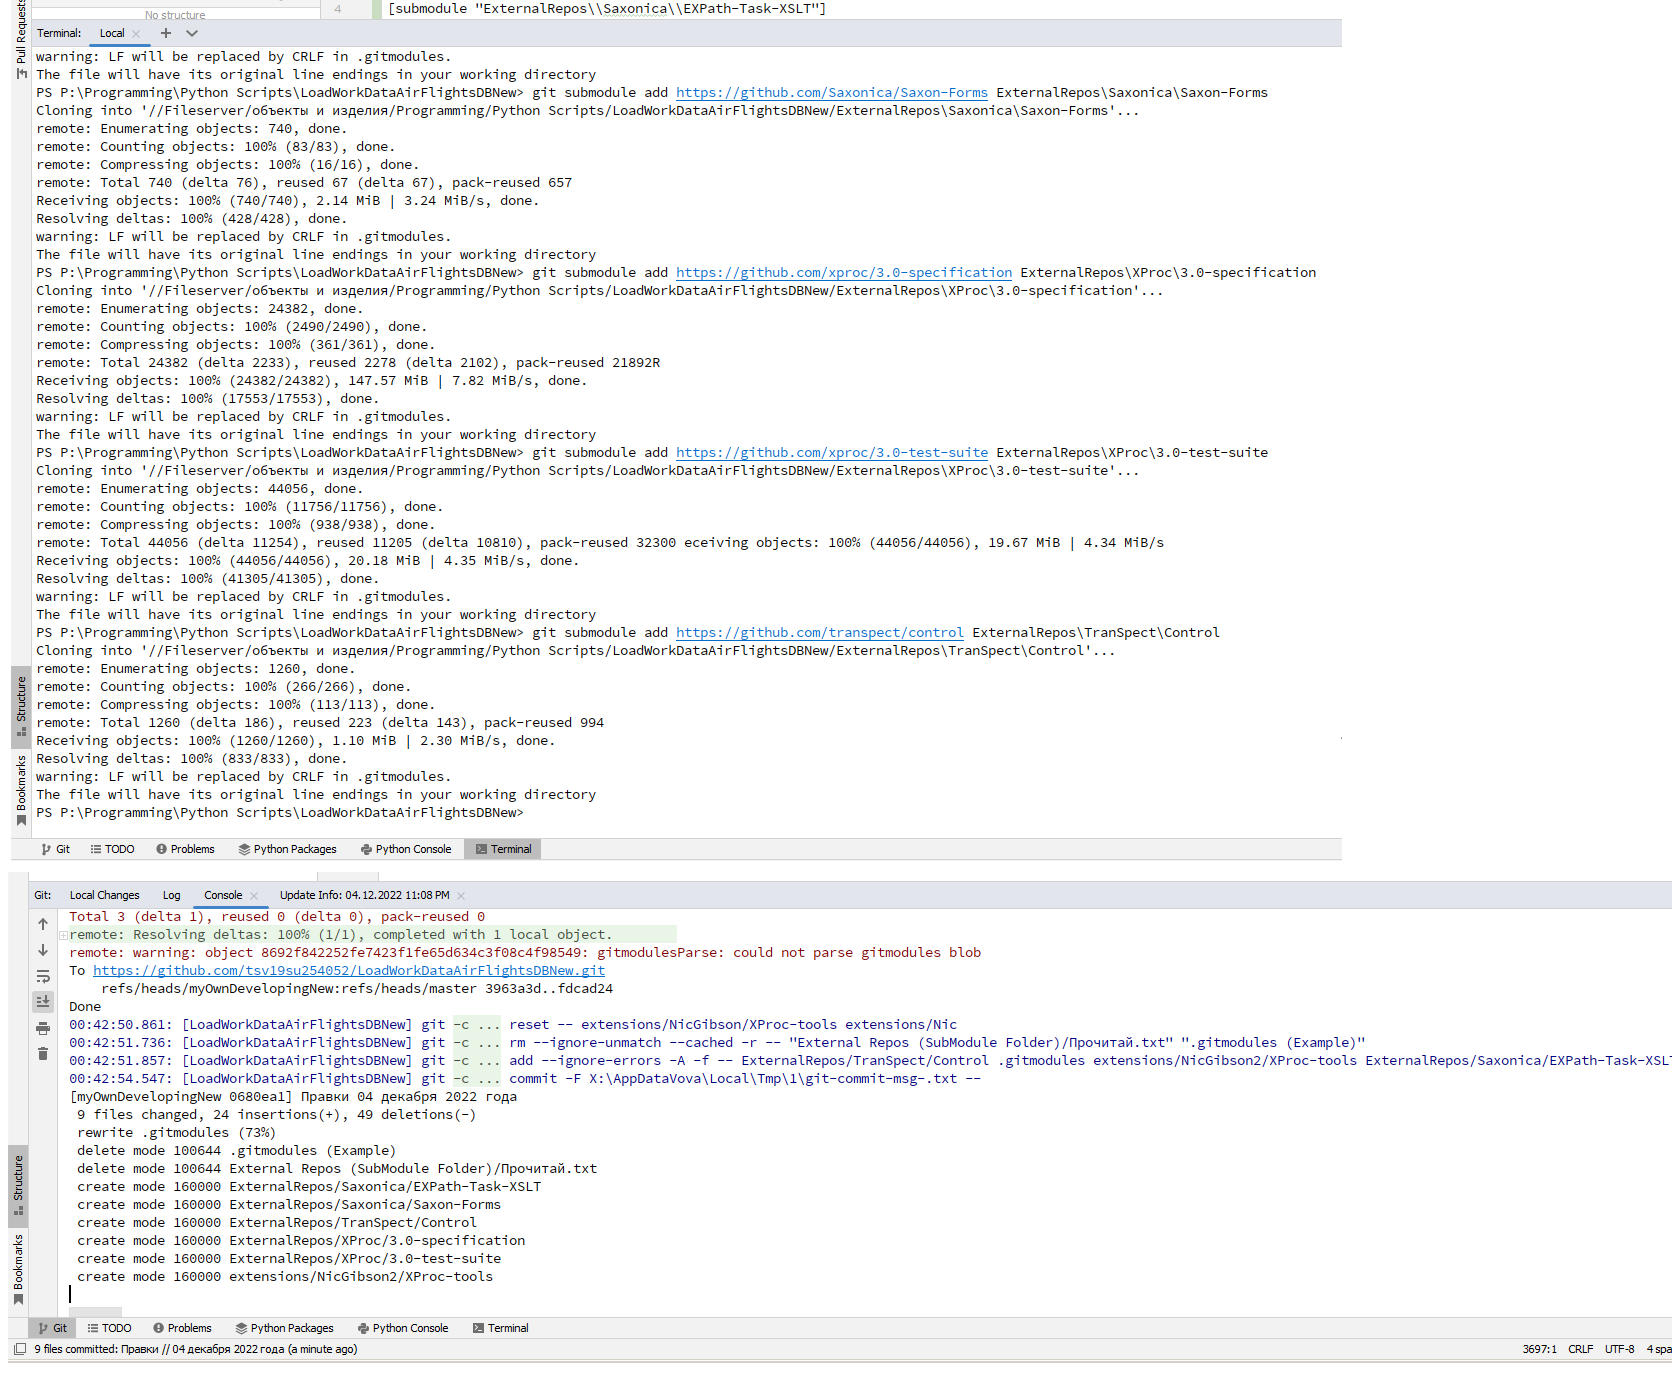 Pull Requests
No structure
4
[submodule "ExternalRepos\\Saxonica\\EXPath-Task-XSLT"]
Terminal: Local
warning: LF will be replaced by CRLF in .gitmodules.
The file will have its original line endings in your working directory
PS P:\Programming\Python Scripts\LoadWorkDataAirFlightsDBNew> git submodule add https://github.com/Saxonica/Saxon-Forms ExternalRepos\Saxonica\Saxon-Forms
Cloning into '//Fileserver/объекты и изделия/Programming/Python Scripts/LoadWorkDataAirFlightsDBNew/ExternalRepos\Saxonica\Saxon-Forms'...
remote: Enumerating objects: 740, done.
remote: Counting objects: 100% (83/83), done.
remote: Compressing objects: 100% (16/16), done.
remote: Total 740 (delta 76), reused 67 (delta 67), pack-reused 657
Receiving objects: 100% (740/740), 2.14 MiB | 3.24 MiB/s, done.
Resolving deltas: 100% (428/428), done.
warning: LF will be replaced by CRLF in .gitmodules.
The file will have its original line endings in your working directory
PS P:\Programming\Python Scripts\LoadWorkDataAirFlightsDBNew> git submodule add https://github.com/xproc/3.0-specification ExternalRepos\XProc\3.0-specification
Cloning into '//Fileserver/объекты и изделия/Programming/Python Scripts/LoadWorkDataAirFlightsDBNew/ExternalRepos\XProc\3.0-specification'...
remote: Enumerating objects: 24382, done.
remote: Counting objects: 100% (2490/2490), done.
remote: Compressing objects: 100% (361/361), done.
remote: Total 24382 (delta 2233), reused 2278 (delta 2102), pack-reused 21892R
Receiving objects: 100% (24382/24382), 147.57 MiB | 7.82 MiB/s, done.
Resolving deltas: 100% (17553/17553), done.
warning: LF will be replaced by CRLF in .gitmodules.
The file will have its original line endings in your working directory
PS P:\Programming\Python Scripts\LoadWorkDataAirFlightsDBNew> git submodule add https://github.com/xproc/3.0-test-suite ExternalRepos\XProc\3.0-test-suite
Cloning into '//Fileserver/объекты и изделия/Programming/Python Scripts/LoadWorkDataAirFlightsDBNew/ExternalRepos\XProc\3.0-test-suite'...
remote: Enumerating objects: 44056, done.
remote: Counting objects: 100% (11756/11756), done.
remote: Compressing objects: 100% (938/938), done.
remote: Total 44056 (delta 11254), reused 11205 (delta 10810), pack-reused 32300 eceiving objects: 100% (44056/44056), 19.67 MiB | 4.34 MiB/s
Receiving objects: 100% (44056/44056), 20.18 MiB | 4.35 MiB/s, done.
Resolving deltas: 100% (41305/41305), done.
warning: LF will be replaced by CRLF in .gitmodules.
The file will have its original line endings in your working directory
PS P:\Programming\Python Scripts\LoadWorkDataAirFlightsDBNew> git submodule add https://github.com/transpect/control ExternalRepos\TranSpect\Control
Cloning into '//Fileserver/объекты и изделия/Programming/Python Scripts/LoadWorkDataAirFlightsDBNew/ExternalRepos\TranSpect\Control'...
remote: Enumerating objects: 1260, done.
remote: Counting objects: 100% (266/266), done.
remote: Compressing objects: 100% (113/113), done.
remote: Total 1260 (delta 186), reused 223 (delta 143), pack-reused 994
Receiving objects: 100% (1260/1260), 1.10 MiB | 2.30 MiB/s, done.
Resolving deltas: 100% (833/833), done.
warning: LF will be replaced by CRLF in .gitmodules.
The file will have its original line endings in your working directory
PS P:\Programming\Python Scripts\LoadWorkDataAirFlightsDBNew>
Structure
Bookmarks
Git TODO Problems Python Packages Python Console Terminal
Git: Local Changes Log Console Update Info: 04.12.2022 11:08 PM
Total 3 (delta 1), reused 0 (delta 0), pack-reused 0
remote: Resolving deltas: 100% (1/1), completed with 1 local object.
remote: warning: object 8692f842252fe7423f1fe65d634c3f08c4f98549: gitmodulesParse: could not parse gitmodules blob
To https://github.com/tsv19su254052/LoadWorkDataAirFlightsDBNew.git
refs/heads/myOwnDevelopingNew:refs/heads/master 3963a3d..fdcad24
Done
00:42:50.861: [LoadWorkDataAirFlightsDBNew] git -c ... reset -- extensions/NicGibson/XProc-tools extensions/Nic
00:42:51.736: [LoadWorkDataAirFlightsDBNew] git -c ... rm --ignore-unmatch --cached -r -- "External Repos (SubModule Folder)/Прочитай.txt" ".gitmodules (Example)"
00:42:51.857: [LoadWorkDataAirFlightsDBNew] git -c ... add --ignore-errors -A -f -- ExternalRepos/TranSpect/Control .gitmodules extensions/NicGibson2/XProc-tools ExternalRepos/Saxonica/EXPath-Task-XSLT
00:42:54.547: [LoadWorkDataAirFlightsDBNew] git -c ... commit -F X:\AppDataVova\Local\Tmp\1\git-commit-msg-.txt --
[myOwnDevelopingNew 0680ea1] Правки 04 декабря 2022 года
9 files changed, 24 insertions(+), 49 deletions(-)
rewrite .gitmodules (73%)
delete mode 100644 .gitmodules (Example)
delete mode 100644 External Repos (SubModule Folder)/Прочитай.txt
create mode 160000 ExternalRepos/Saxonica/EXPath-Task-XSLT
create mode 160000 ExternalRepos/Saxonica/Saxon-Forms
create mode 160000 ExternalRepos/TranSpect/Control
create mode 160000 ExternalRepos/XProc/3.0-specification
create mode 160000 ExternalRepos/XProc/3.0-test-suite
create mode 160000 extensions/NicGibson2/XProc-tools
Structure
Bookmarks
Git TODO Problems Python Packages Python Console Terminal
9 files committed: Правки // 04 декабря 2022 года (a minute ago) 3697:1 CRLF UTF-8 4 spa